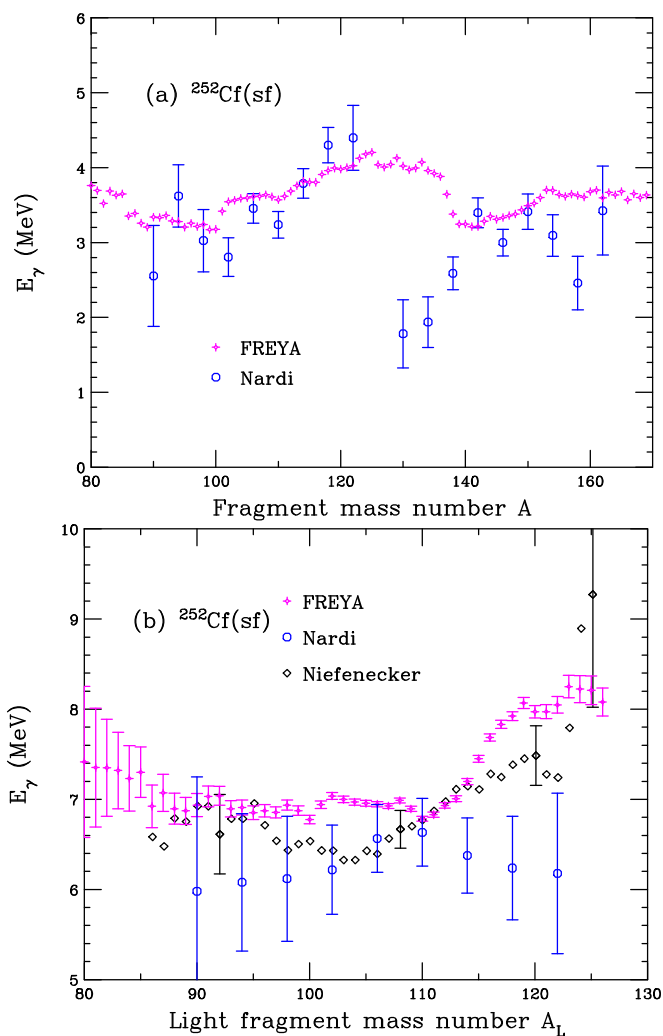 6
5
4
3
2
1
0
E_γ (MeV)
(a) ²⁵²Cf(sf)
FREYA
Nardi
80 100 120 140 160
Fragment mass number A
10
9
8
7
6
5
E_γ (MeV)
(b) ²⁵²Cf(sf)
FREYA
Nardi
Niefenecker
80 90 100 110 120 130
Light fragment mass number A_L